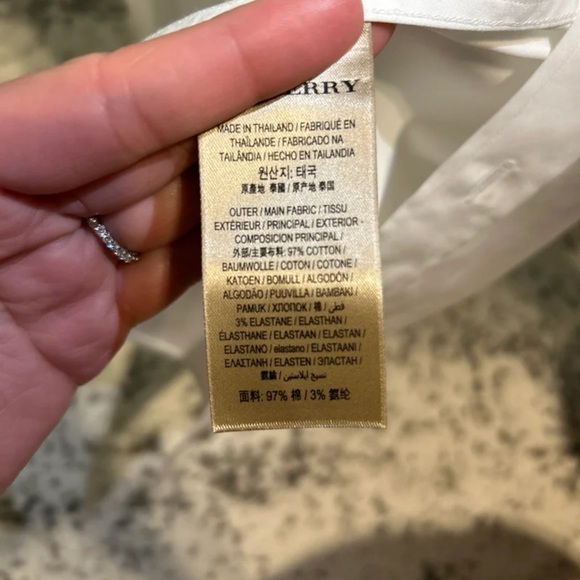 ERRY
MADE IN THAILAND / FABRIQUÉ EN
THAÏLANDE / FABRICADO NA
TAILÂNDIA / HECHO EN TAILANDIA
원산지: 태국
原產地: 泰國 / 原产地: 泰国
OUTER / MAIN FABRIC / TISSU
EXTÉRIEUR / PRINCIPAL / EXTERIOR -
COMPOSICION PRINCIPAL /
外部/主要布料: 97% COTTON /
BAUMWOLLE / COTON / COTONE /
KATOEN / BOMULL / ALGODÓN /
ALGODÃO / PUUVILLA / ΒΑΜΒΑΚΙ /
PAMUK / ХЛОПОК / 棉 / قطن /
3% ELASTANE / ELASTHAN /
ÉLASTHANE / ELASTAAN / ELASTAN /
ELASTANO / elastano / ELASTAANI /
ΕΛΑΣΤΑΝΗ / ELASTEN / ЭЛАСТАН /
氨綸 / نسيج ايلاستين
面料: 97% 棉 / 3% 氨纶